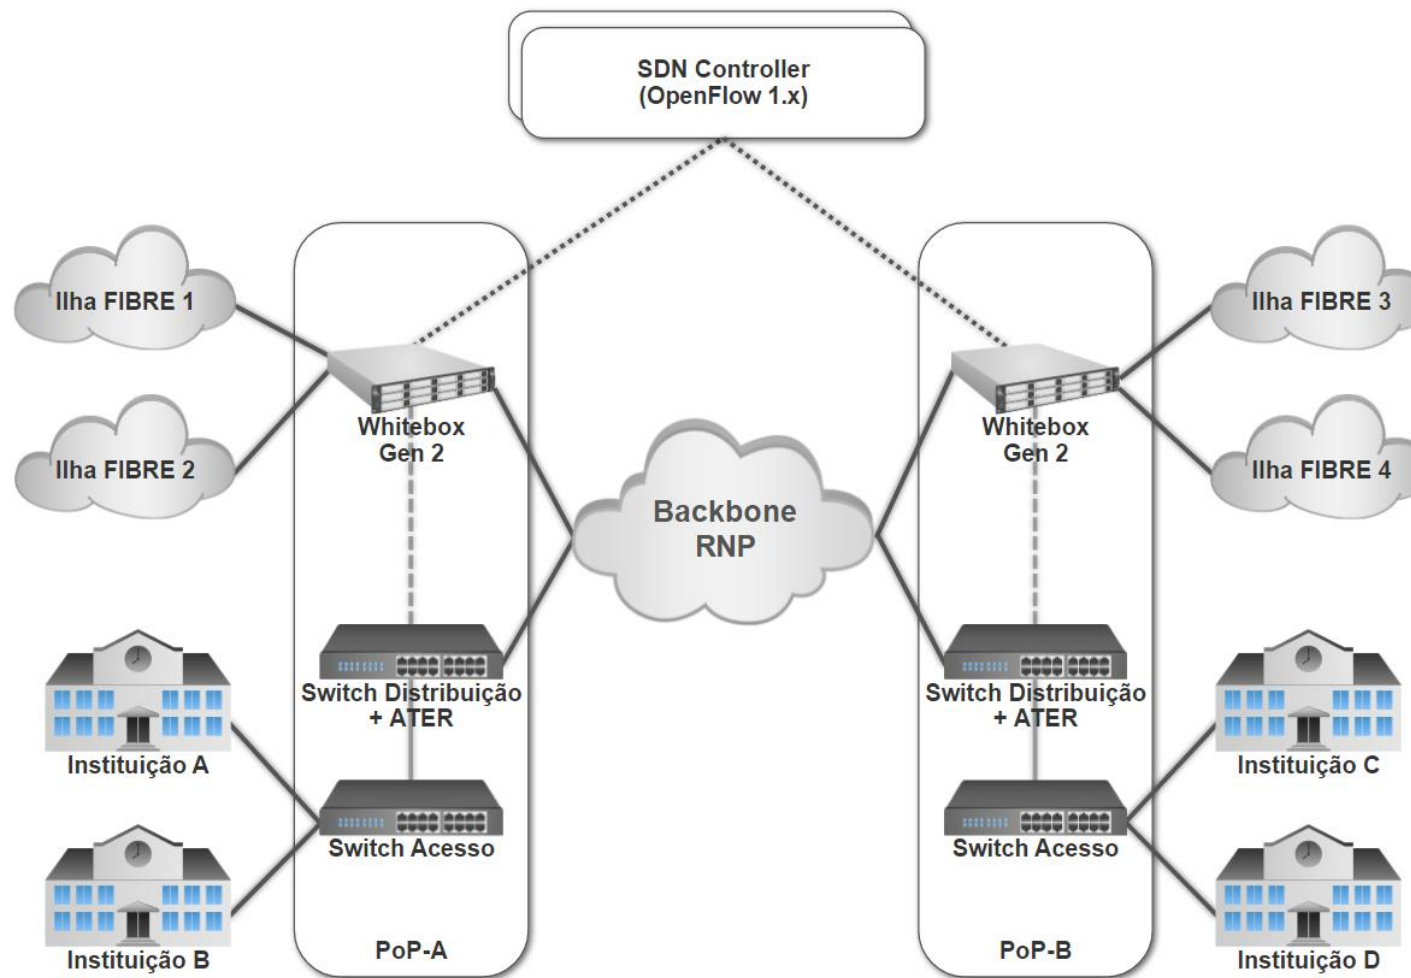 SDN Controller
(OpenFlow 1.x)
Ilha FIBRE 1
Ilha FIBRE 2
Whitebox
Gen 2
Switch Distribuição
+ ATER
Switch Acesso
Instituição A
Instituição B
PoP-A
Backbone
RNP
Ilha FIBRE 3
Ilha FIBRE 4
Whitebox
Gen 2
Switch Distribuição
+ ATER
Switch Acesso
Instituição C
Instituição D
PoP-B